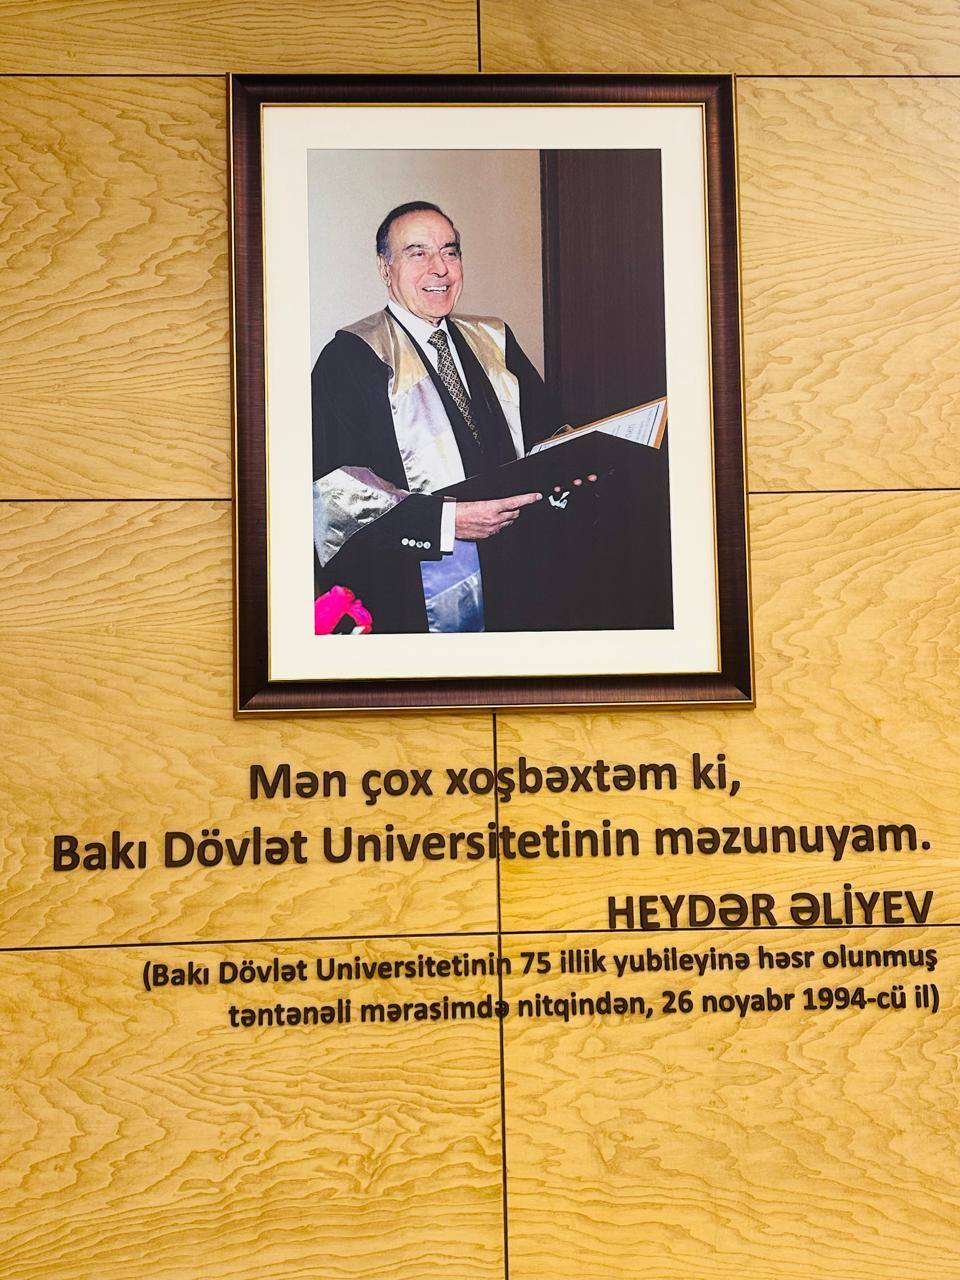 Mən çox xoşbəxtəm ki,
Bakı Dövlət Universitetinin məzunuyam.
HEYDƏR ƏLİYEV
(Bakı Dövlət Universitetinin 75 illik yubileyinə həsr olunmuş
təntənəli mərasimdə nitqindən, 26 noyabr 1994-cü il)